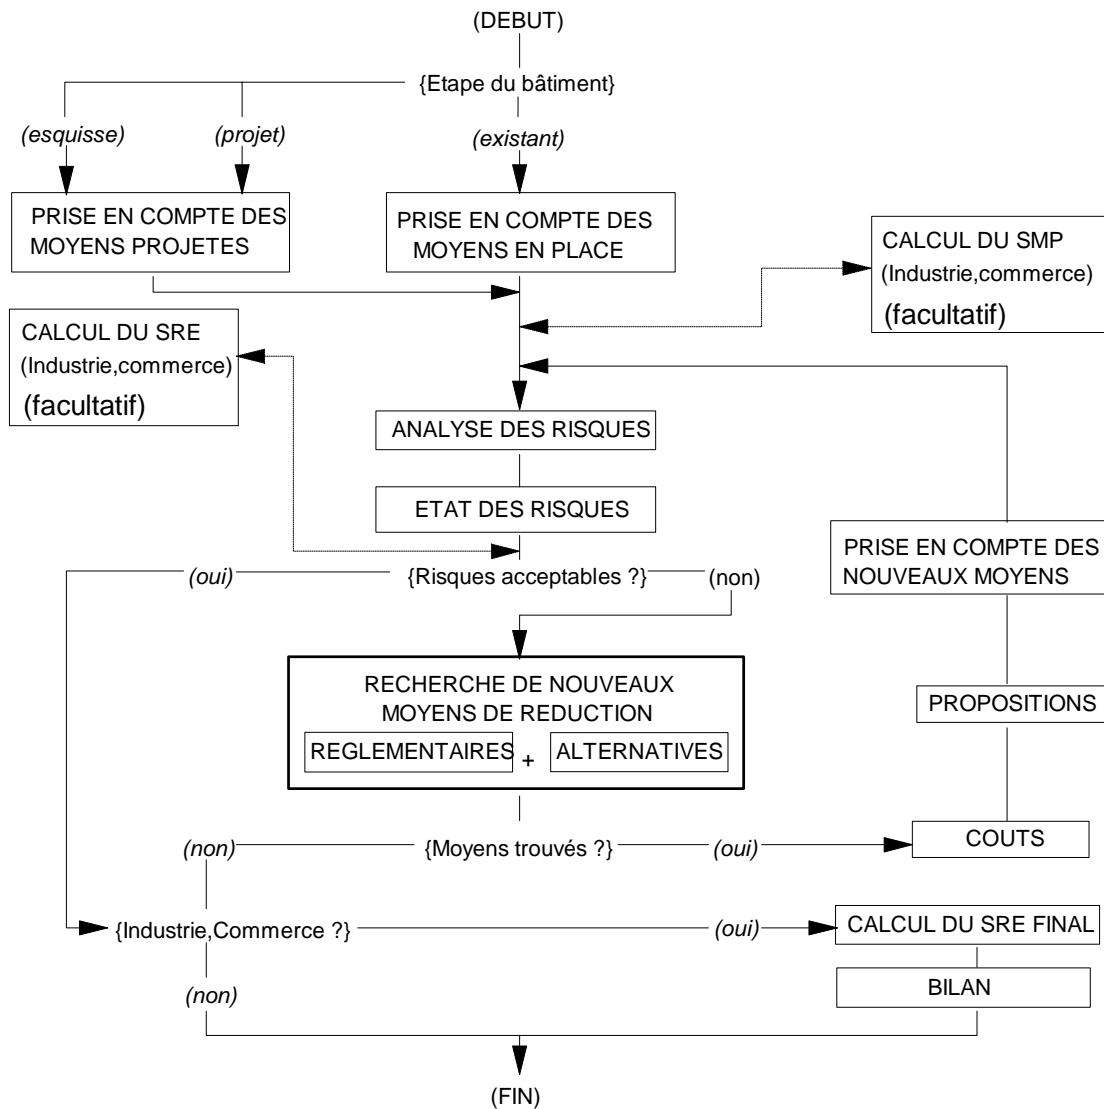 (DEBUT)
{Etape du bâtiment}
(esquisse)
(projet)
(existant)
PRISE EN COMPTE DES
MOYENS PROJETES
PRISE EN COMPTE DES
MOYENS EN PLACE
CALCUL DU SMP
(Industrie,commerce)
(facultatif)
CALCUL DU SRE
(Industrie,commerce)
(facultatif)
ANALYSE DES RISQUES
ETAT DES RISQUES
PRISE EN COMPTE DES
NOUVEAUX MOYENS
(oui)
{Risques acceptables ?}
(non)
RECHERCHE DE NOUVEAUX
MOYENS DE REDUCTION
REGLEMENTAIRES + ALTERNATIVES
PROPOSITIONS
(non)
{Moyens trouvés ?}
(oui)
COUTS
{Industrie,Commerce ?}
(oui)
CALCUL DU SRE FINAL
(non)
BILAN
(FIN)